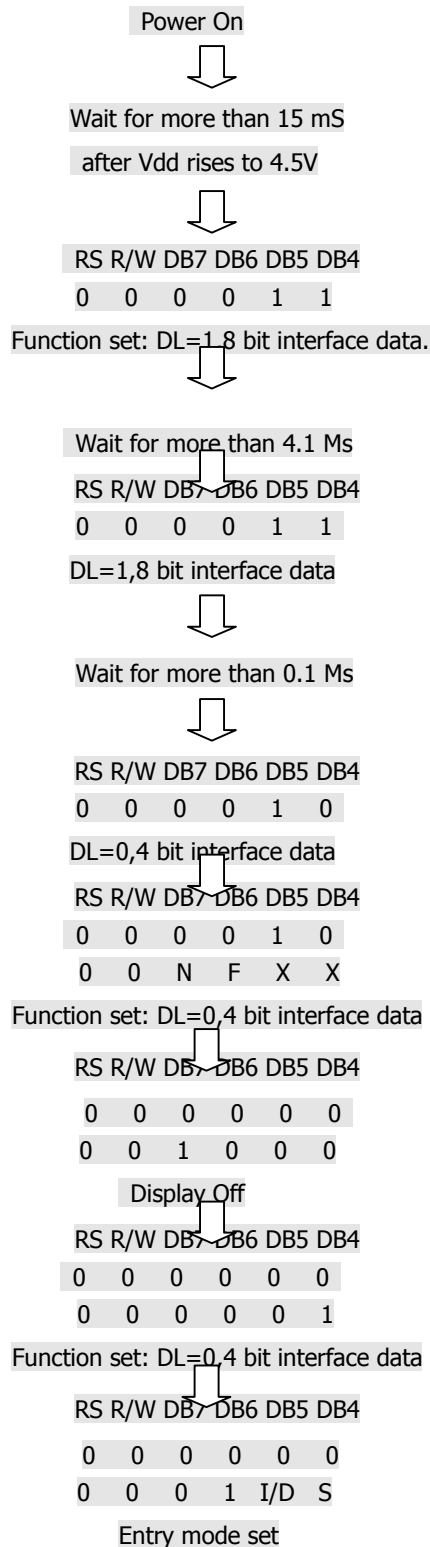 Power On
Wait for more than 15 mS
after Vdd rises to 4.5V
RS R/W DB7 DB6 DB5 DB4
0 0 0 0 1 1
Function set: DL=1,8 bit interface data.
Wait for more than 4.1 Ms
RS R/W DB7 DB6 DB5 DB4
0 0 0 0 1 1
DL=1,8 bit interface data
Wait for more than 0.1 Ms
RS R/W DB7 DB6 DB5 DB4
0 0 0 0 1 0
DL=0,4 bit interface data
RS R/W DB7 DB6 DB5 DB4
0 0 0 0 1 0
0 0 N F X X
Function set: DL=0,4 bit interface data
RS R/W DB7 DB6 DB5 DB4
0 0 0 0 0 0
0 0 1 0 0 0
Display Off
RS R/W DB7 DB6 DB5 DB4
0 0 0 0 0 0
0 0 0 0 0 1
Function set: DL=0,4 bit interface data
RS R/W DB7 DB6 DB5 DB4
0 0 0 0 0 0
0 0 0 1 I/D S
Entry mode set